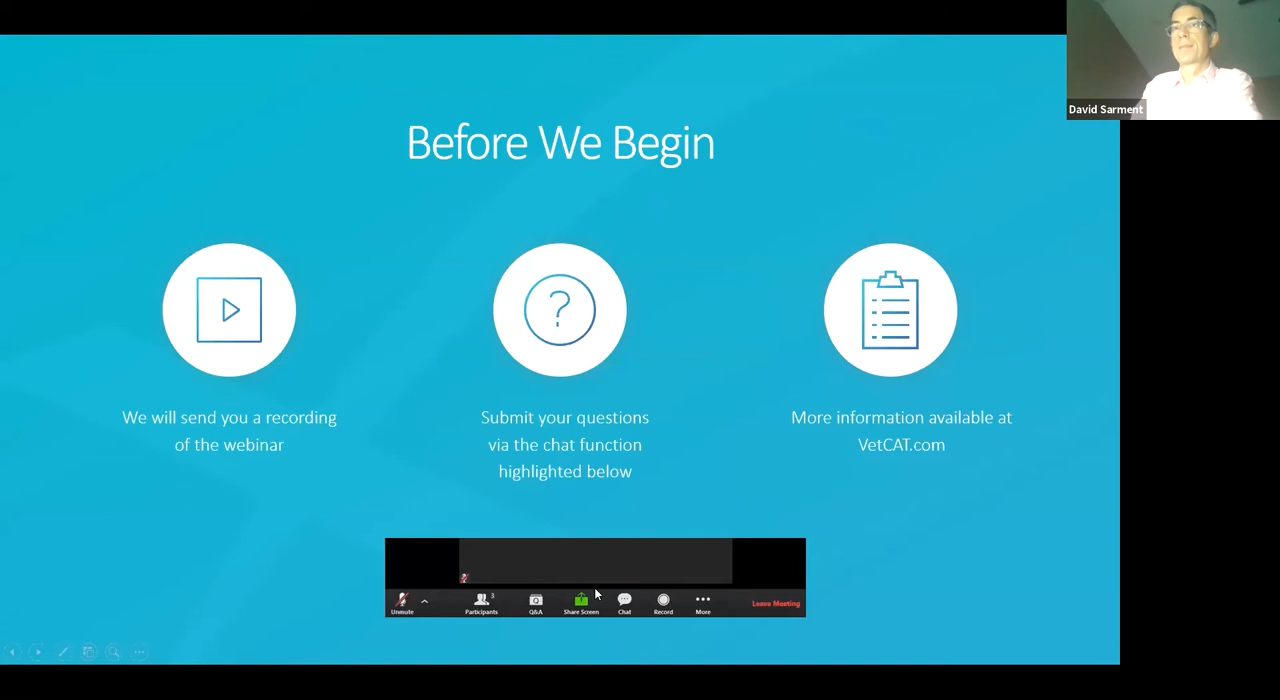 David Sarment
Before We Begin
?
We will send you a recording
of the webinar
Submit your questions
via the chat function
highlighted below
More information available at
VetCAT.com
Unmute
Participants
3
Q&A
Share Screen
Chat
Record
More
Leave Meeting